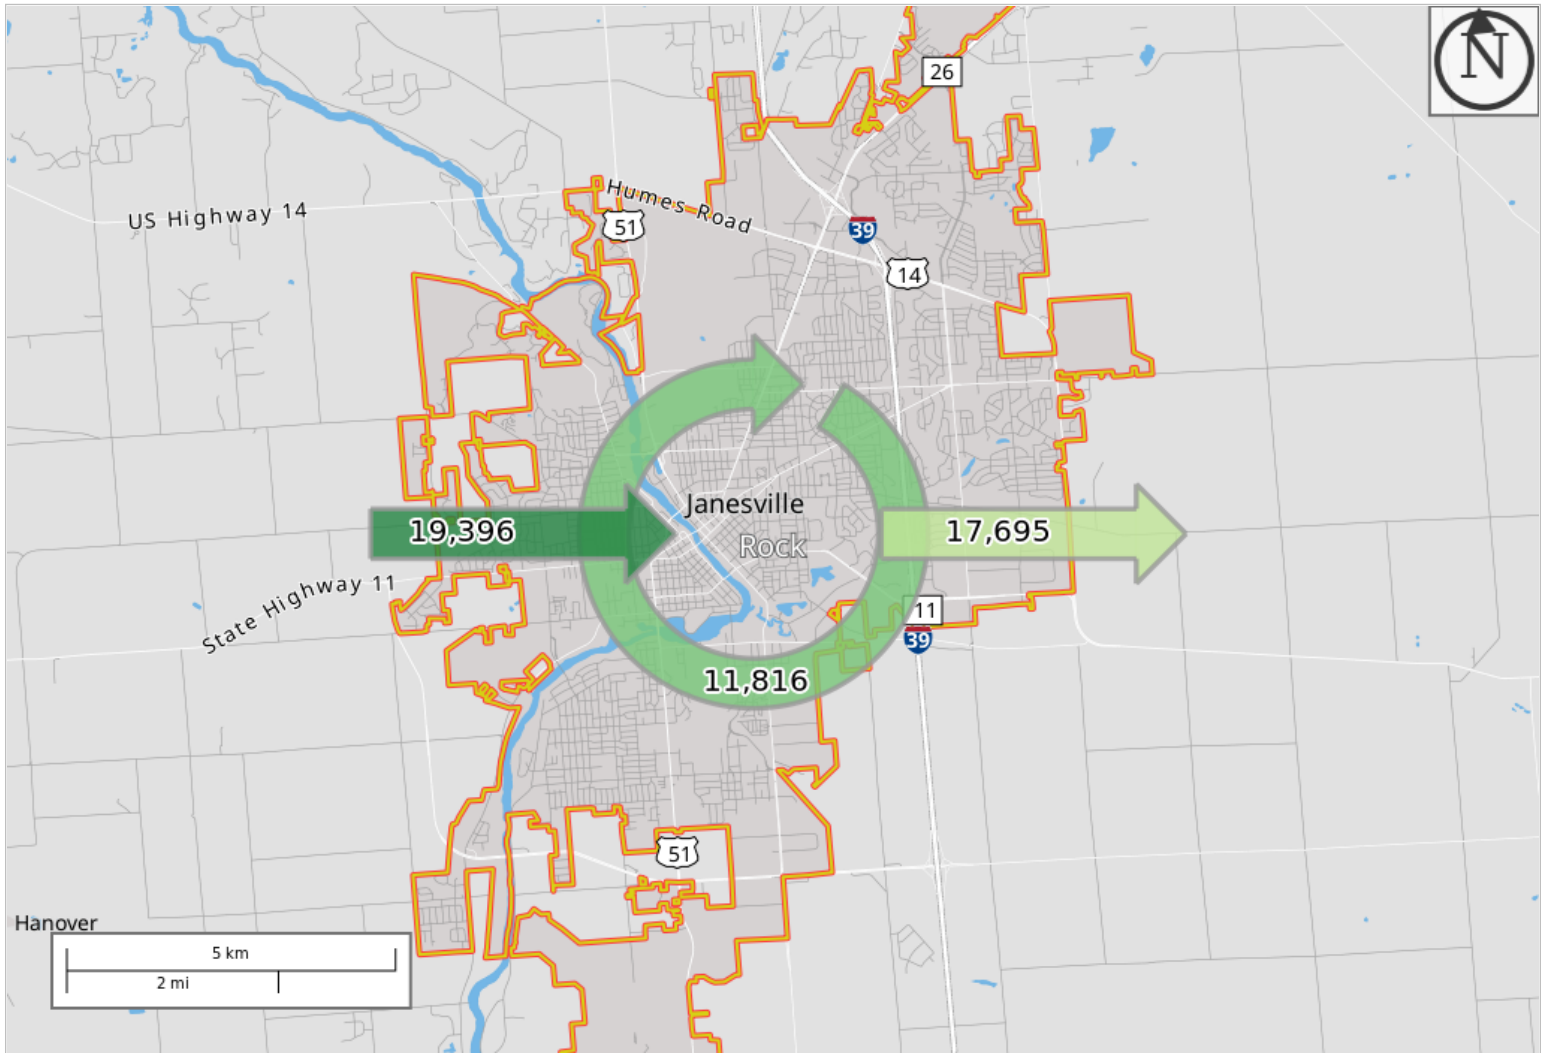 N
26
Humes Road
US Highway 14
51
39
14
Janesville
19,396
17,695
Rock
State Highway 11
11
39
11,816
51
Hanover
5 km
2 mi